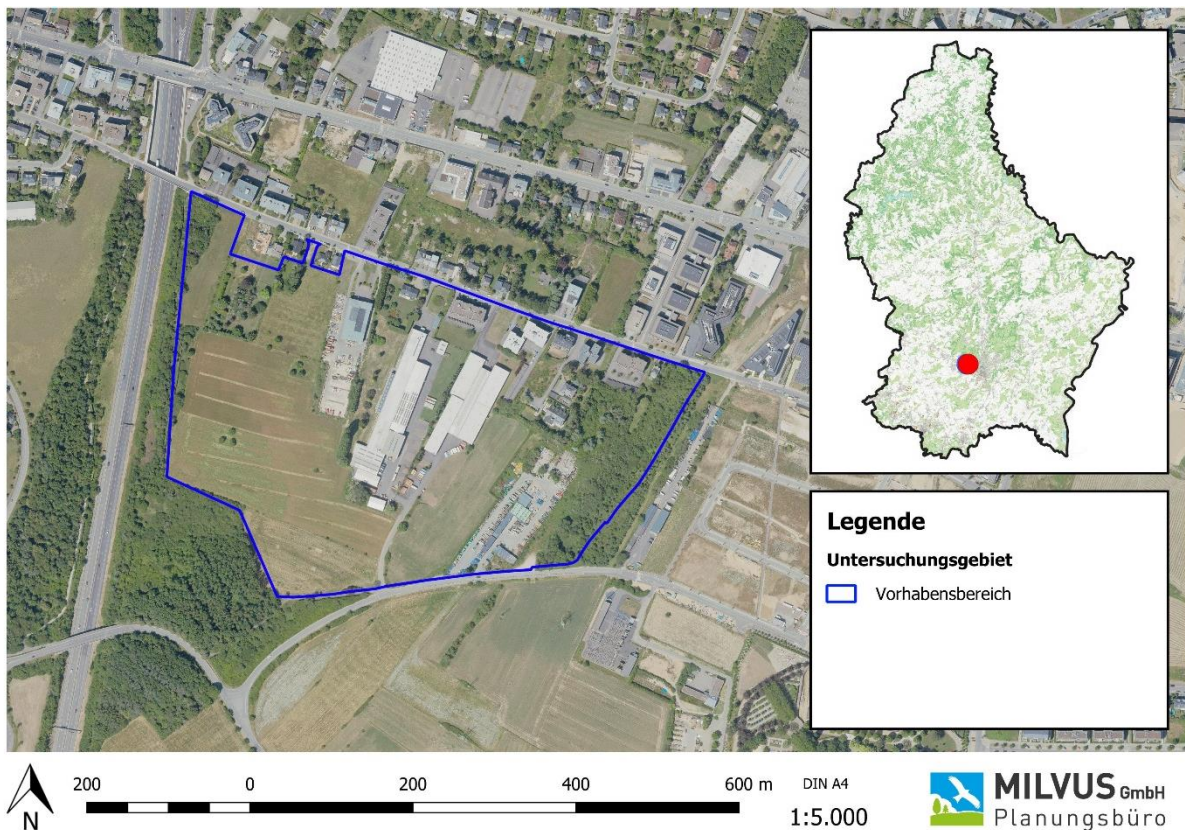 Legende
Untersuchungsgebiet
Vorhabensbereich
200 0 200 400 600 m
DIN A4
1:5.000
N
MILVUS GmbH
Planungsbüro